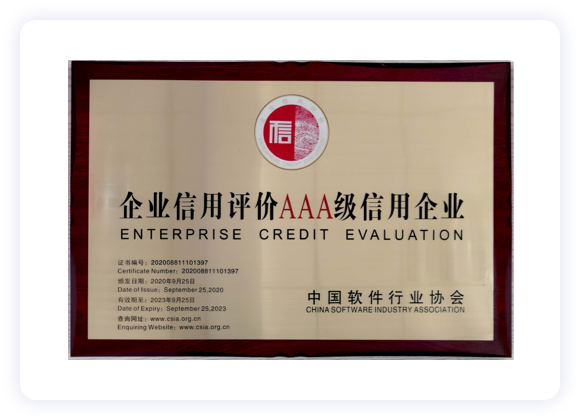 信
企业信用评价AAA级信用企业
ENTERPRISE CREDIT EVALUATION
证书编号：202008811101397
Certificate Number：202008811101397
颁发日期：2020年9月25日
Date of Issue：September 25,2020
有效期至：2023年9月25日
Date of Expiry：September 25,2023
查询网址：www.csia.org.cn
Enquiring Website：www.csia.org.cn
中国软件行业协会
CHINA SOFTWARE INDUSTRY ASSOCIATION